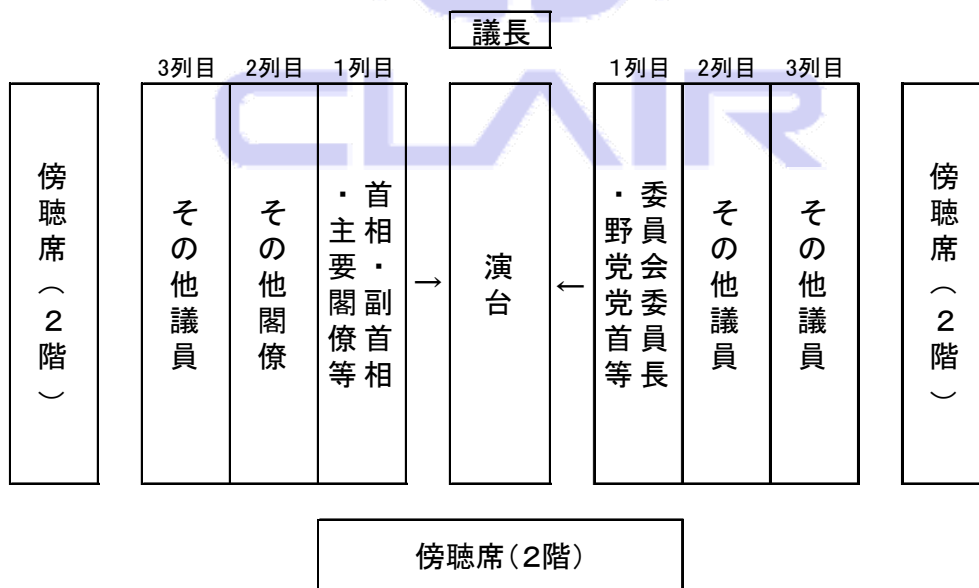 議長
3列目 2列目 1列目 1列目 2列目 3列目
傍聴席(2階)
その他議員
その他閣僚
首相・副首相
・主要閣僚等
→
演台
←
委員会委員長
・野党党首等
その他議員
その他議員
傍聴席(2階)
傍聴席(2階)
CLAIR